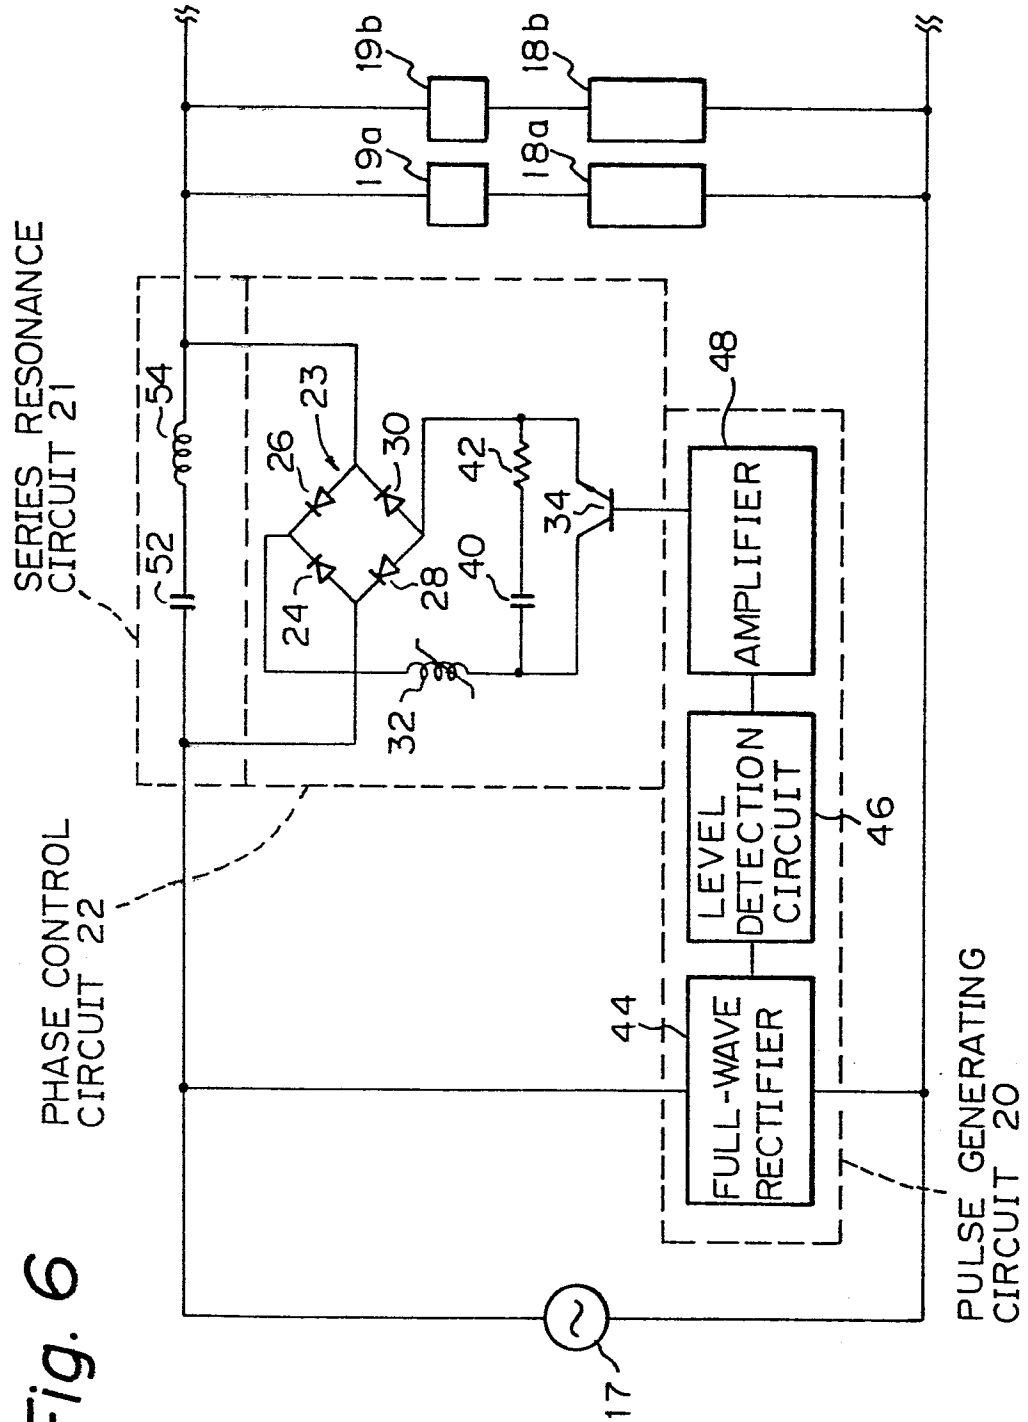 Fig. 6
PHASE CONTROL
CIRCUIT 22
SERIES RESONANCE
CIRCUIT 21
52
54
24
26
23
28
30
32
40
42
34
19a
19b
18a
18b
17
44
FULL-WAVE
RECTIFIER
LEVEL
DETECTION
CIRCUIT
46
AMPLIFIER
48
PULSE GENERATING
CIRCUIT 20